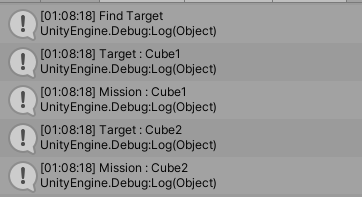 [01:08:18] Find Target
UnityEngine.Debug:Log(Object)
[01:08:18] Target : Cube1
UnityEngine.Debug:Log(Object)
[01:08:18] Mission : Cube1
UnityEngine.Debug:Log(Object)
[01:08:18] Target : Cube2
UnityEngine.Debug:Log(Object)
[01:08:18] Mission : Cube2
UnityEngine.Debug:Log(Object)